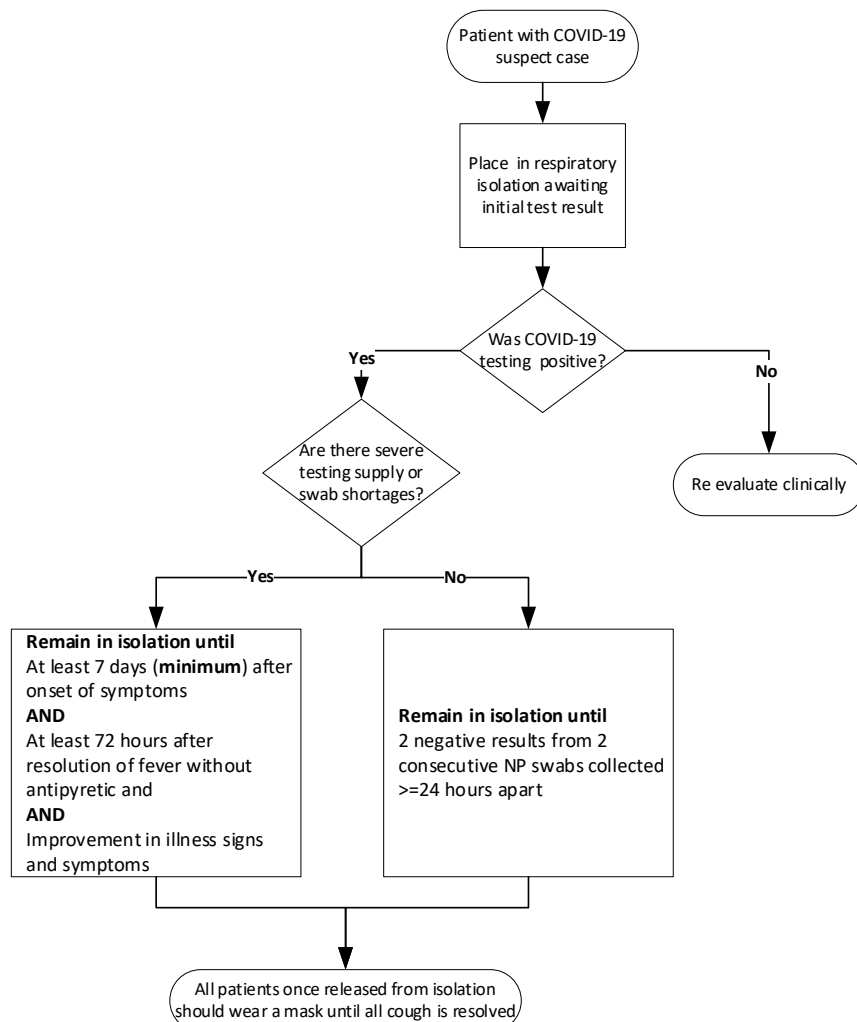 Patient with COVID-19
suspect case
Place in respiratory
isolation awaiting
initial test result
Was COVID-19
testing positive?
Yes
No
Are there severe
testing supply or
swab shortages?
Re evaluate clinically
Yes
No
Remain in isolation until
At least 7 days (minimum) after
onset of symptoms
AND
At least 72 hours after
resolution of fever without
antipyretic and
AND
Improvement in illness signs
and symptoms
Remain in isolation until
2 negative results from 2
consecutive NP swabs collected
>=24 hours apart
All patients once released from isolation
should wear a mask until all cough is resolved